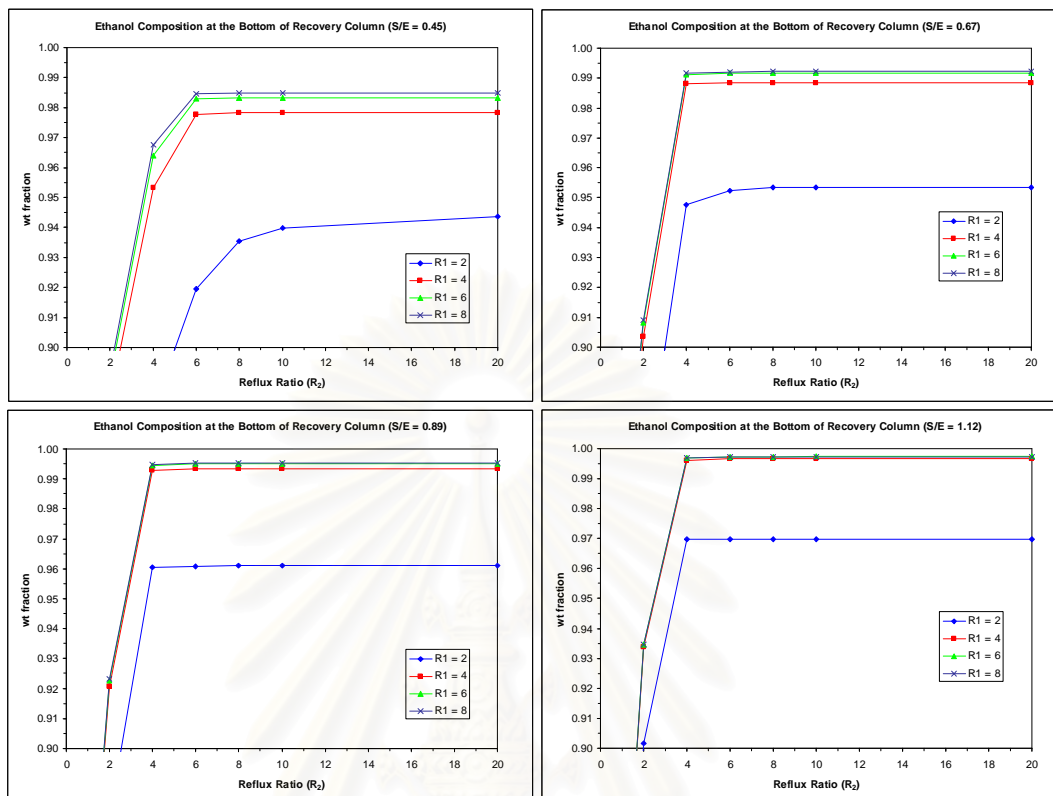 Ethanol Composition at the Bottom of Recovery Column (S/E = 0.45)
1.00
0.99
0.98
0.97
0.96
0.95
0.94
0.93
0.92
0.91
0.90
wt fraction
0 2 4 6 8 10 12 14 16 18 20
Reflux Ratio (R₂)
R1 = 2
R1 = 4
R1 = 6
R1 = 8
Ethanol Composition at the Bottom of Recovery Column (S/E = 0.67)
1.00
0.99
0.98
0.97
0.96
0.95
0.94
0.93
0.92
0.91
0.90
wt fraction
0 2 4 6 8 10 12 14 16 18 20
Reflux Ratio (R₂)
R1 = 2
R1 = 4
R1 = 6
R1 = 8
Ethanol Composition at the Bottom of Recovery Column (S/E = 0.89)
1.00
0.99
0.98
0.97
0.96
0.95
0.94
0.93
0.92
0.91
0.90
wt fraction
0 2 4 6 8 10 12 14 16 18 20
Reflux Ratio (R₂)
R1 = 2
R1 = 4
R1 = 6
R1 = 8
Ethanol Composition at the Bottom of Recovery Column (S/E = 1.12)
1.00
0.99
0.98
0.97
0.96
0.95
0.94
0.93
0.92
0.91
0.90
wt fraction
0 2 4 6 8 10 12 14 16 18 20
Reflux Ratio (R₂)
R1 = 2
R1 = 4
R1 = 6
R1 = 8